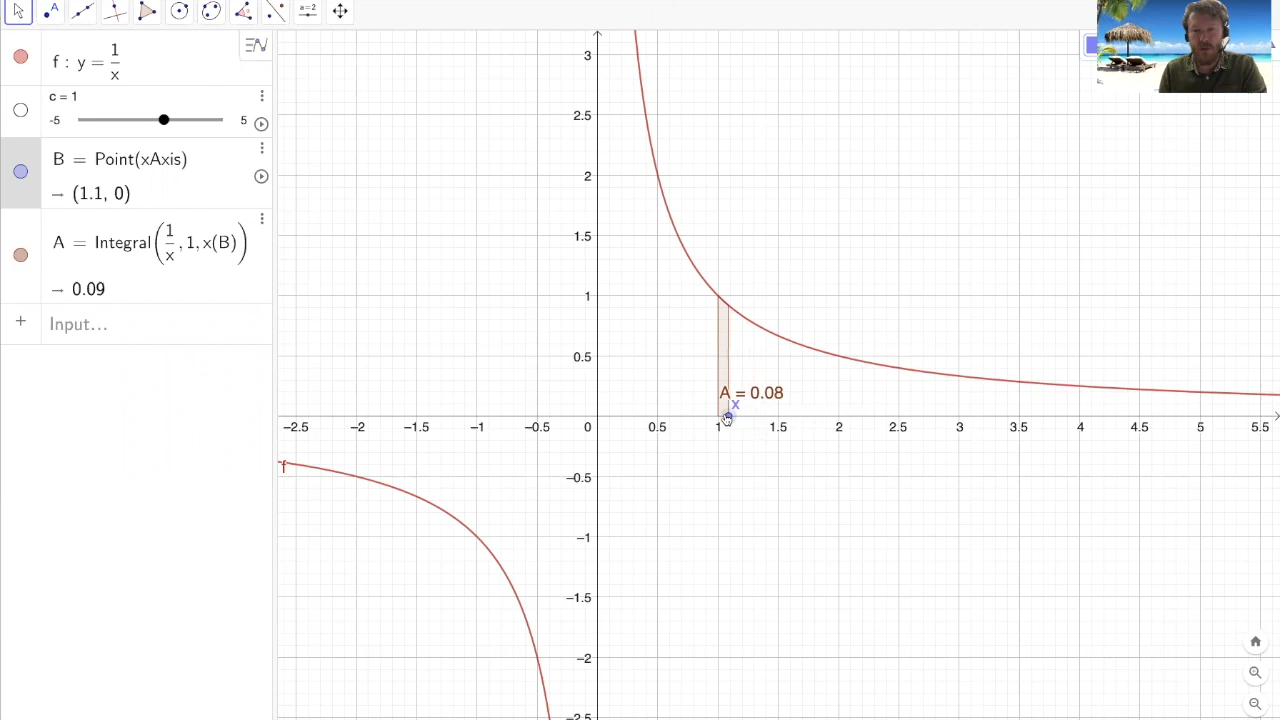 A a=2
f : y = 1/x
c = 1
-5 5
B = Point(xAxis)
→ (1.1, 0)
A = Integral(1/x, 1, x(B))
→ 0.09
+ Input…
3
2.5
2
1.5
1
0.5
A = 0.08
x
−2.5 −2 −1.5 −1 −0.5 0 0.5 1 1.5 2 2.5 3 3.5 4 4.5 5 5.5
f
−0.5
−1
−1.5
−2
−2.5